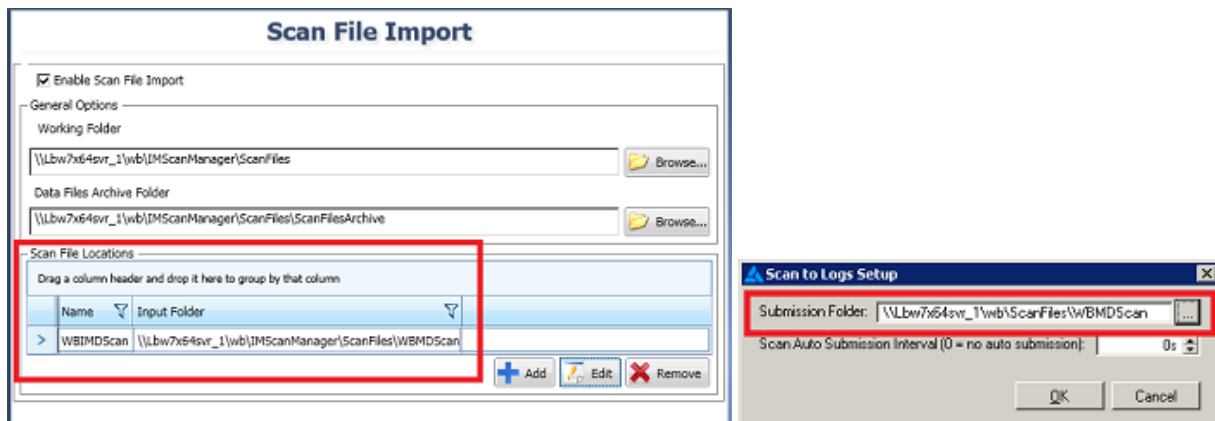 Scan File Import
Enable Scan File Import
General Options
Working Folder
\\Lbw7x64svr_1\wb\IMScanManager\ScanFiles
Browse...
Data Files Archive Folder
\\Lbw7x64svr_1\wb\IMScanManager\ScanFiles\ScanFilesArchive
Browse...
Scan File Locations
Drag a column header and drop it here to group by that column
Name Input Folder
> WBIMDScan \\Lbw7x64svr_1\wb\IMScanManager\ScanFiles\WBMDScan
Add Edit Remove
Scan to Logs Setup
Submission Folder: \\Lbw7x64svr_1\wb\ScanFiles\WBMDScan ...
Scan Auto Submission Interval (0 = no auto submission): 0s
OK Cancel